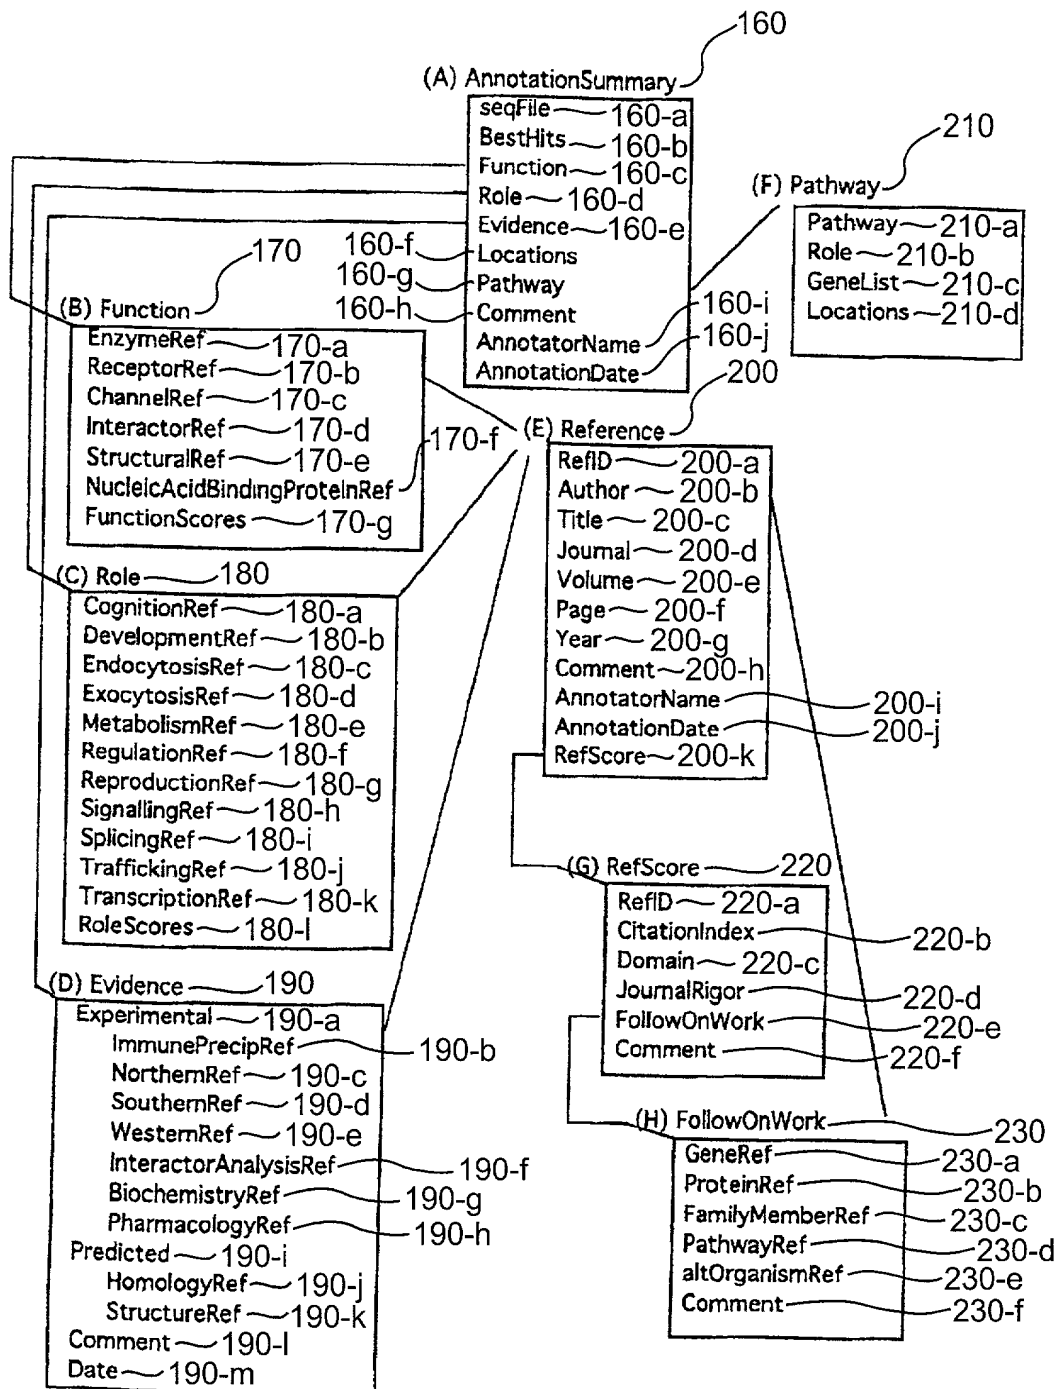 160
(A) AnnotationSummary
seqFile 160-a
BestHits 160-b
Function 160-c
Role 160-d
Evidence 160-e
160-f Locations
160-g Pathway
160-h Comment
AnnotatorName 160-i
AnnotationDate 160-j
210
(F) Pathway
Pathway 210-a
Role 210-b
GeneList 210-c
Locations 210-d
170
(B) Function
EnzymeRef 170-a
ReceptorRef 170-b
ChannelRef 170-c
InteractorRef 170-d
StructuralRef 170-e
NucleicAcidBindingProteinRef 170-f
FunctionScores 170-g
(C) Role 180
CognitionRef 180-a
DevelopmentRef 180-b
EndocytosisRef 180-c
ExocytosisRef 180-d
MetabolismRef 180-e
RegulationRef 180-f
ReproductionRef 180-g
SignallingRef 180-h
SplicingRef 180-i
TraffickingRef 180-j
TranscriptionRef 180-k
RoleScores 180-l
(D) Evidence 190
Experimental 190-a
ImmunePrecipRef 190-b
NorthernRef 190-c
SouthernRef 190-d
WesternRef 190-e
InteractorAnalysisRef 190-f
BiochemistryRef 190-g
PharmacologyRef 190-h
Predicted 190-i
HomologyRef 190-j
StructureRef 190-k
Comment 190-l
Date 190-m
200
(E) Reference
RefID 200-a
Author 200-b
Title 200-c
Journal 200-d
Volume 200-e
Page 200-f
Year 200-g
Comment 200-h
AnnotatorName 200-i
AnnotationDate 200-j
RefScore 200-k
(G) RefScore 220
RefID 220-a
CitationIndex 220-b
Domain 220-c
JournalRigor 220-d
FollowOnWork 220-e
Comment 220-f
(H) FollowOnWork 230
GeneRef 230-a
ProteinRef 230-b
FamilyMemberRef 230-c
PathwayRef 230-d
altOrganismRef 230-e
Comment 230-f